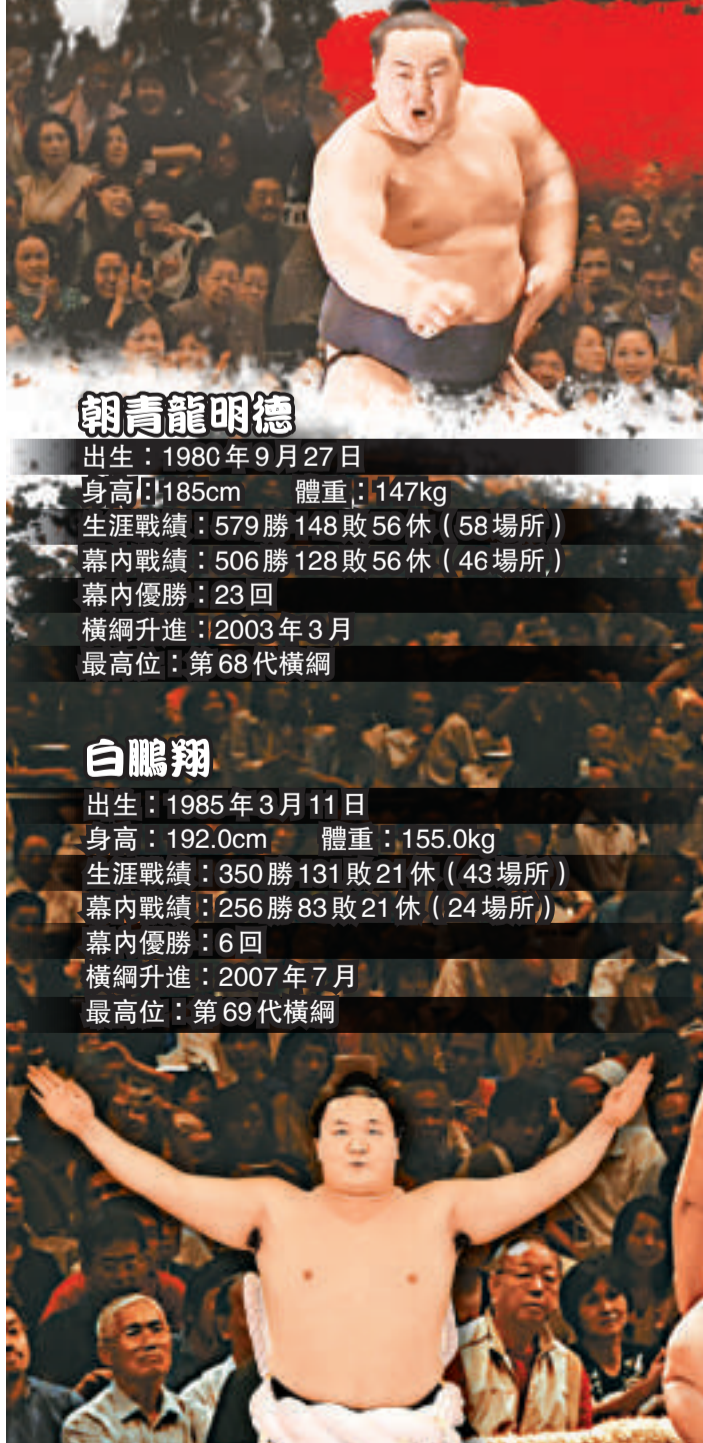 朝青龍明德
出生：1980年9月27日
身高：185cm 體重：147kg
生涯戰績：579勝148敗56休（58場所）
幕內戰績：506勝128敗56休（46場所）
幕內優勝：23回
橫綱升進：2003年3月
最高位：第68代橫綱
白鵬翔
出生：1985年3月11日
身高：192.0cm 體重：155.0kg
生涯戰績：350勝131敗21休（43場所）
幕內戰績：256勝83敗21休（24場所）
幕內優勝：6回
橫綱升進：2007年7月
最高位：第69代橫綱